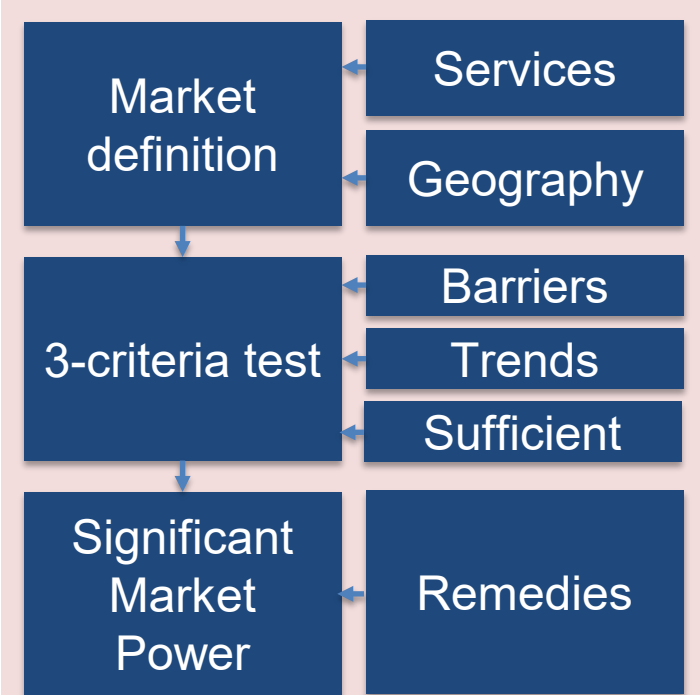 Market
definition
Services
Geography
3-criteria test
Barriers
Trends
Sufficient
Significant
Market
Power
Remedies